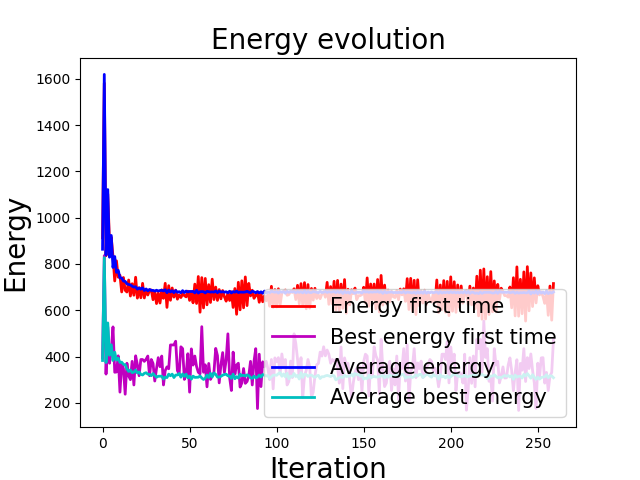 Energy evolution
Energy
1600
1400
1200
1000
800
600
400
200
Energy first time
Best energy first time
Average energy
Average best energy
0 50 100 150 200 250
Iteration